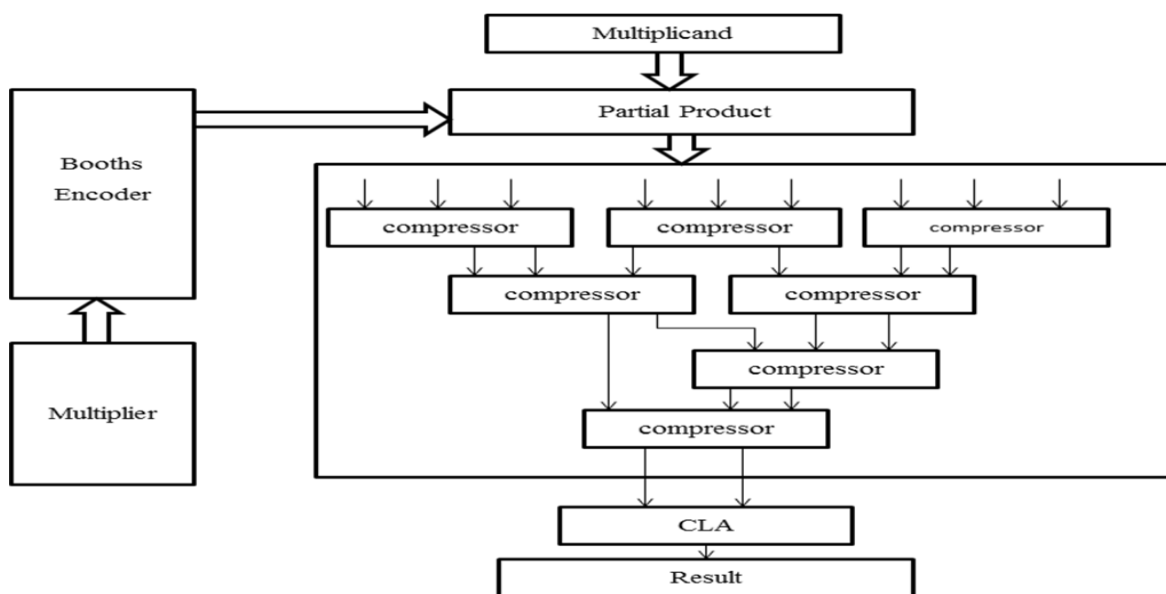 Multiplicand
Partial Product
Booths
Encoder
compressor
compressor
compressor
compressor
compressor
compressor
Multiplier
compressor
CLA
Result